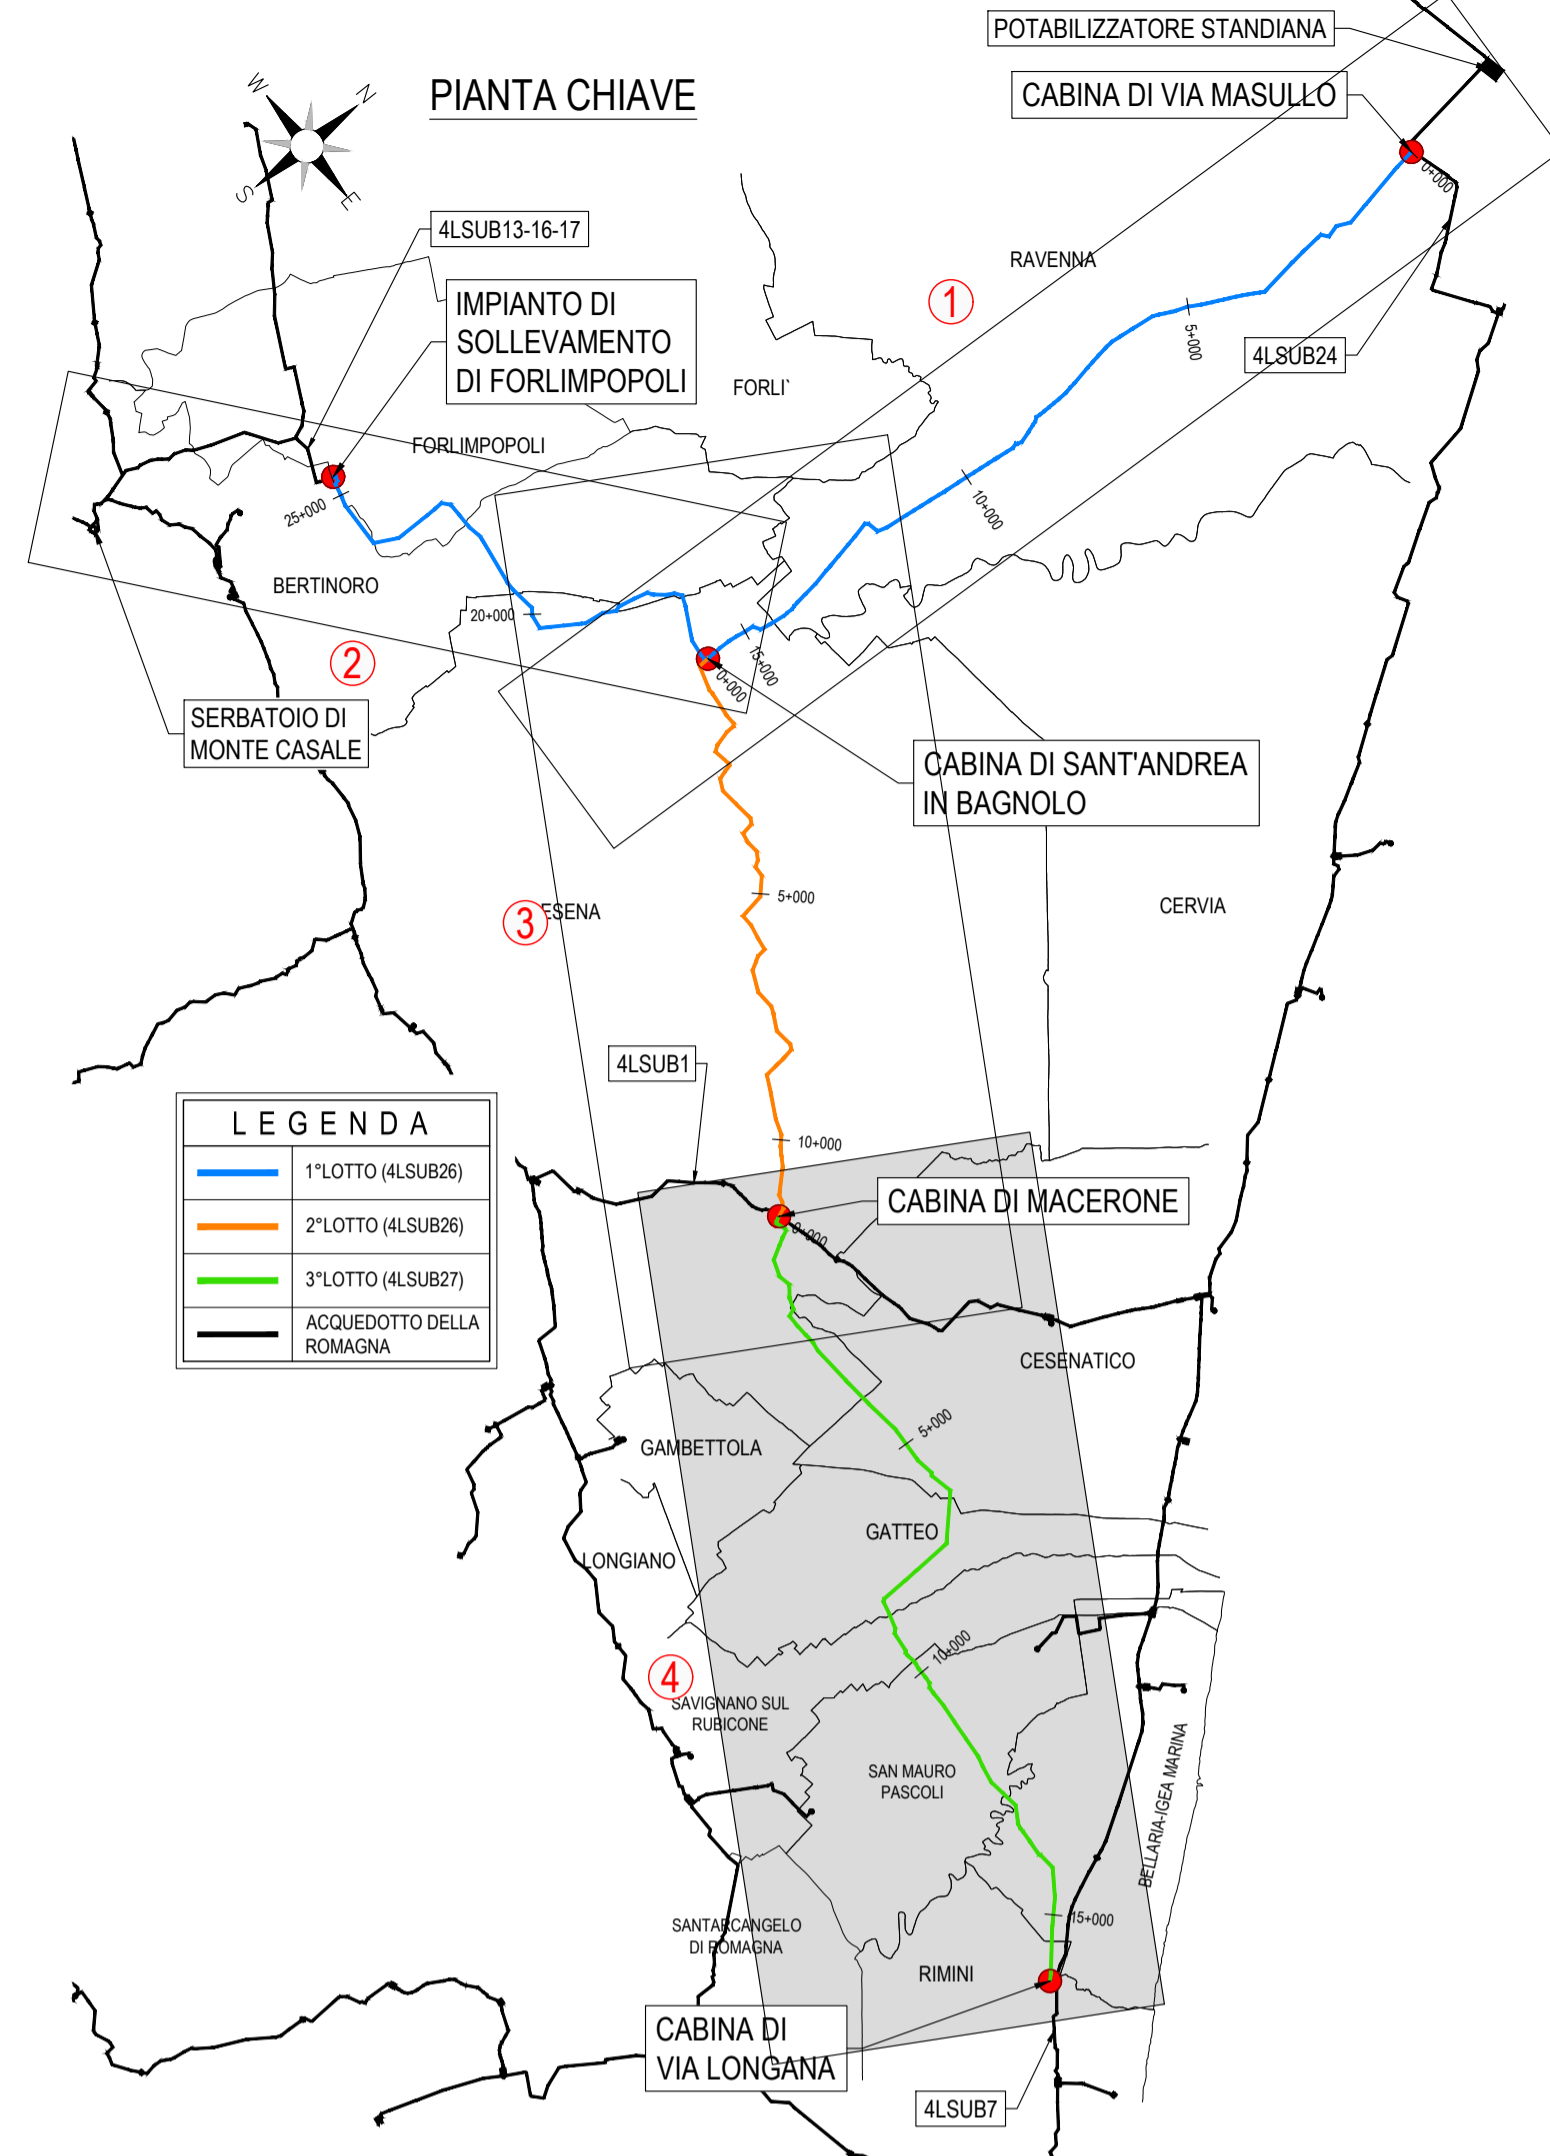 POTABILIZZATORE STANDIANA
PIANTA CHIAVE
CABINA DI VIA MASULLO
W
N
S
E
0+000
4LSUB13-16-17
RAVENNA
1
IMPIANTO DI
SOLLEVAMENTO
DI FORLIMPOPOLI
5+000
4LSUB24
FORLI`
FORLIMPOPOLI
25+000
10+000
BERTINORO
20+000
15+000
2
0+000
SERBATOIO DI
MONTE CASALE
CABINA DI SANT'ANDREA
IN BAGNOLO
5+000
3
ESENA
CERVIA
4LSUB1
LEGENDA
1°LOTTO (4LSUB26)
2°LOTTO (4LSUB26)
3°LOTTO (4LSUB27)
ACQUEDOTTO DELLA
ROMAGNA
10+000
CABINA DI MACERONE
0+000
CESENATICO
5+000
GAMBETTOLA
GATTEO
LONGIANO
10+000
4
SAVIGNANO SUL
RUBICONE
SAN MAURO
PASCOLI
BELLARIA-IGEA MARINA
15+000
SANTARCANGELO
DI ROMAGNA
RIMINI
CABINA DI
VIA LONGANA
4LSUB7